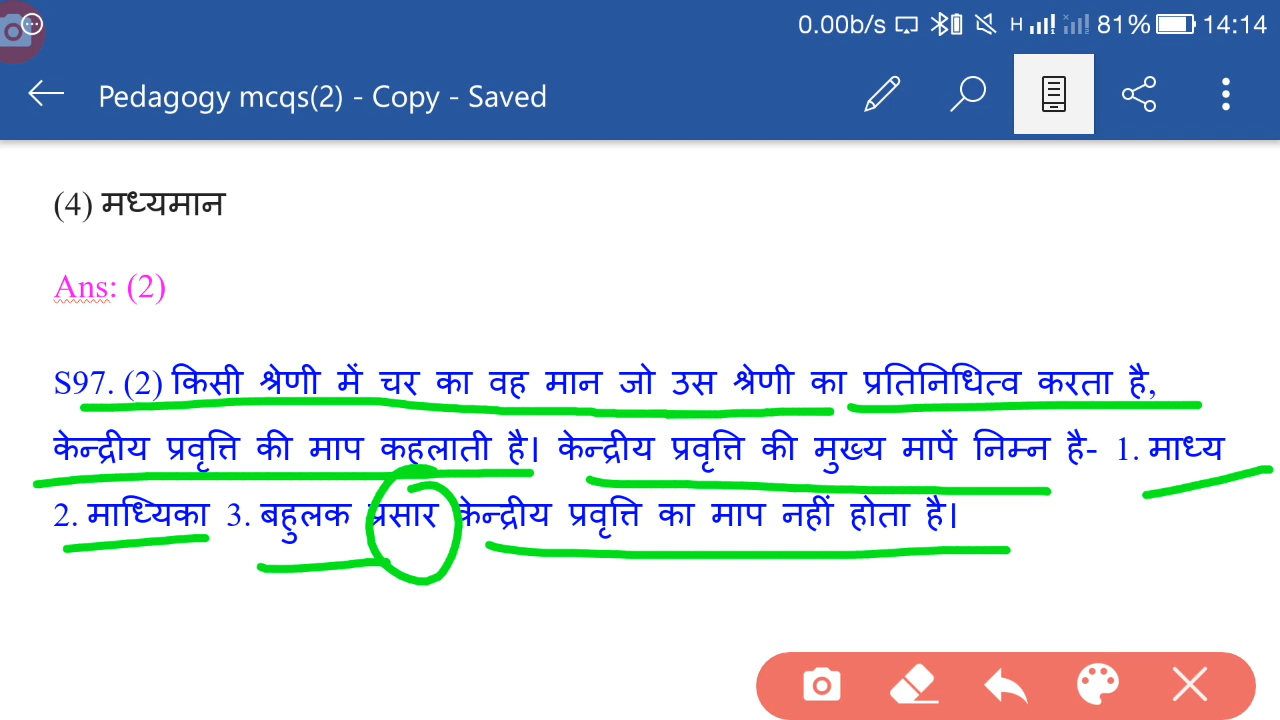 0.00b/s H 81% 14:14
Pedagogy mcqs(2) - Copy - Saved
(4) मध्यमान
Ans: (2)
S97. (2) किसी श्रेणी में चर का वह मान जो उस श्रेणी का प्रतिनिधित्व करता है,
केन्द्रीय प्रवृत्ति की माप कहलाती है। केन्द्रीय प्रवृत्ति की मुख्य मापें निम्न है- 1. माध्य
2. माध्यिका 3. बहुलक प्रसार केन्द्रीय प्रवृत्ति का माप नहीं होता है।